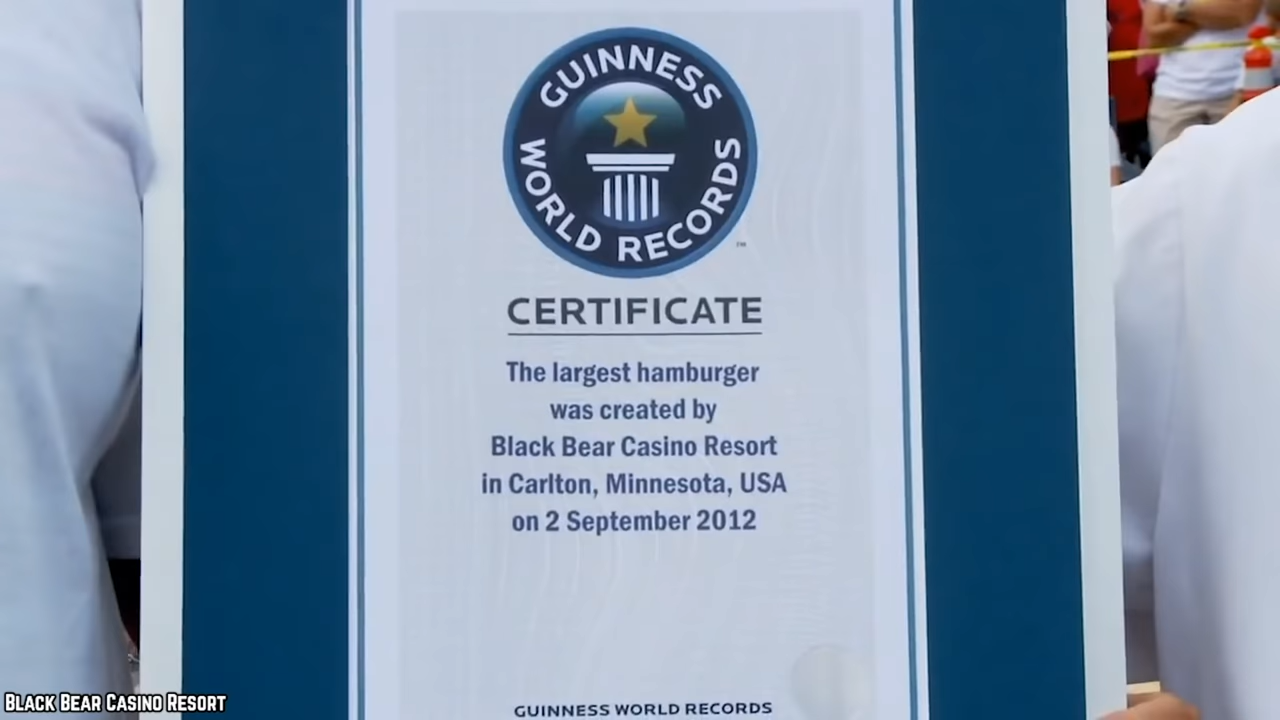 GUINNESS
WORLD RECORDS
™
CERTIFICATE
The largest hamburger
was created by
Black Bear Casino Resort
in Carlton, Minnesota, USA
on 2 September 2012
GUINNESS WORLD RECORDS
BLACK BEAR CASINO RESORT